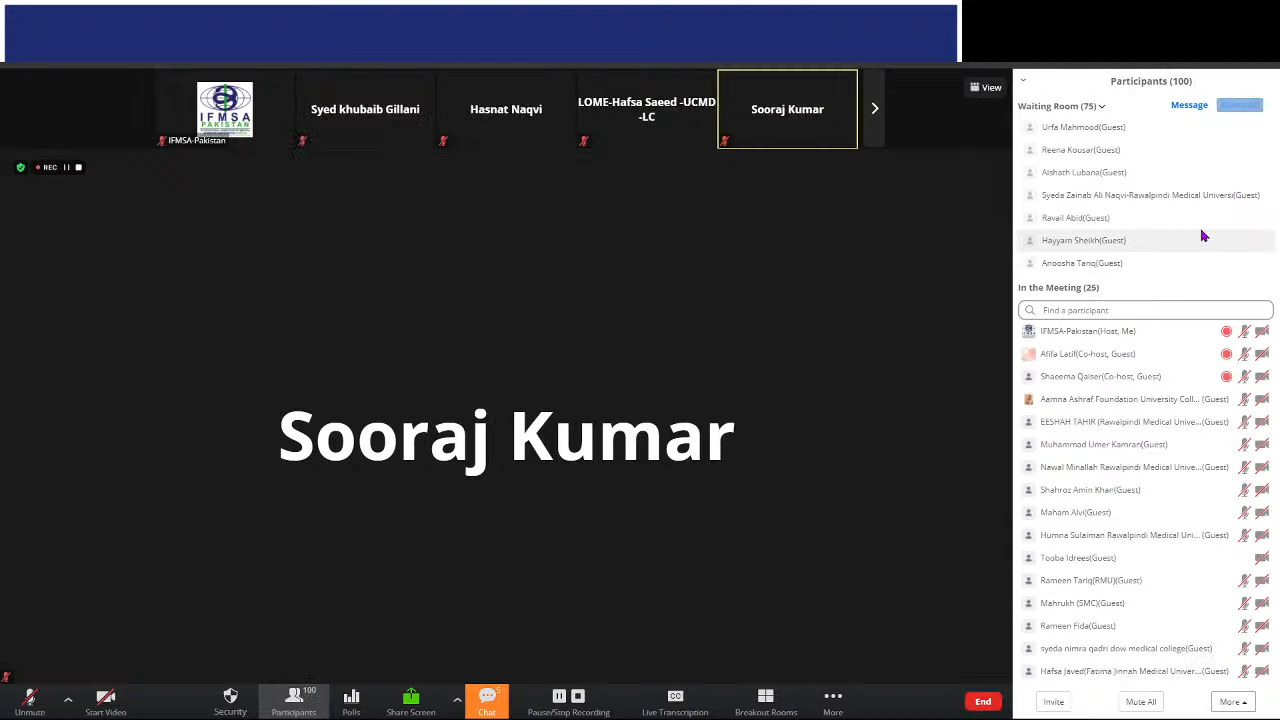 Participants (100)
View
IFMSA
PAKISTAN
IFMSA-Pakistan
Syed khubaib Gillani
Hasnat Naqvi
LOME-Hafsa Saeed -UCMD
-LC
Sooraj Kumar
REC
Waiting Room (75)
Message
Urfa Mahmood(Guest)
Reena Kousar(Guest)
Aishath Lubana(Guest)
Syeda Zainab Ali Naqvi-Rawalpindi Medical Universi(Guest)
Ravail Abid(Guest)
Hayyam Sheikh(Guest)
Anoosha Tariq(Guest)
In the Meeting (25)
Find a participant
IFMSA-Pakistan(Host, Me)
Afifa Latif(Co-host, Guest)
Shaeema Qaiser(Co-host, Guest)
Aamna Ashraf Foundation University Coll... (Guest)
EESHAH TAHIR (Rawalpindi Medical Unive...(Guest)
Muhammad Umer Kamran(Guest)
Nawal Minallah Rawalpindi Medical Unive...(Guest)
Shahroz Amin Khan(Guest)
Maham Alvi(Guest)
Humna Sulaiman Rawalpindi Medical Uni... (Guest)
Tooba Idrees(Guest)
Rameen Tariq(RMU)(Guest)
Mahrukh (SMC)(Guest)
Rameen Fida(Guest)
syeda nimra qadri dow medical college(Guest)
Hafsa Javed(Fatima Jinnah Medical Univer...(Guest)
Sooraj Kumar
Unmute
Start Video
Security
Participants
100
Polls
Share Screen
Chat
5
Pause/Stop Recording
CC
Live Transcription
Breakout Rooms
More
End
Invite
Mute All
More